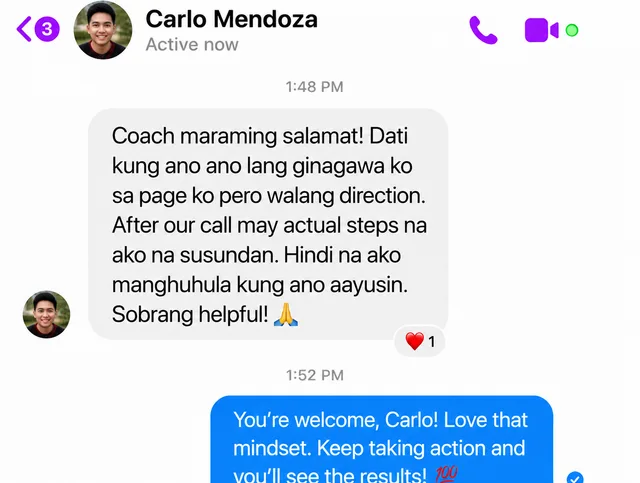 3
Carlo Mendoza
Active now
1:48 PM
Coach maraming salamat! Dati
kung ano ano lang ginagawa ko
sa page ko pero walang direction.
After our call may actual steps na
ako na susundan. Hindi na ako
manghuhula kung ano aayusin.
Sobrang helpful! 🙏
❤️ 1
1:52 PM
You’re welcome, Carlo! Love that
mindset. Keep taking action and
you’ll see the results! 💯